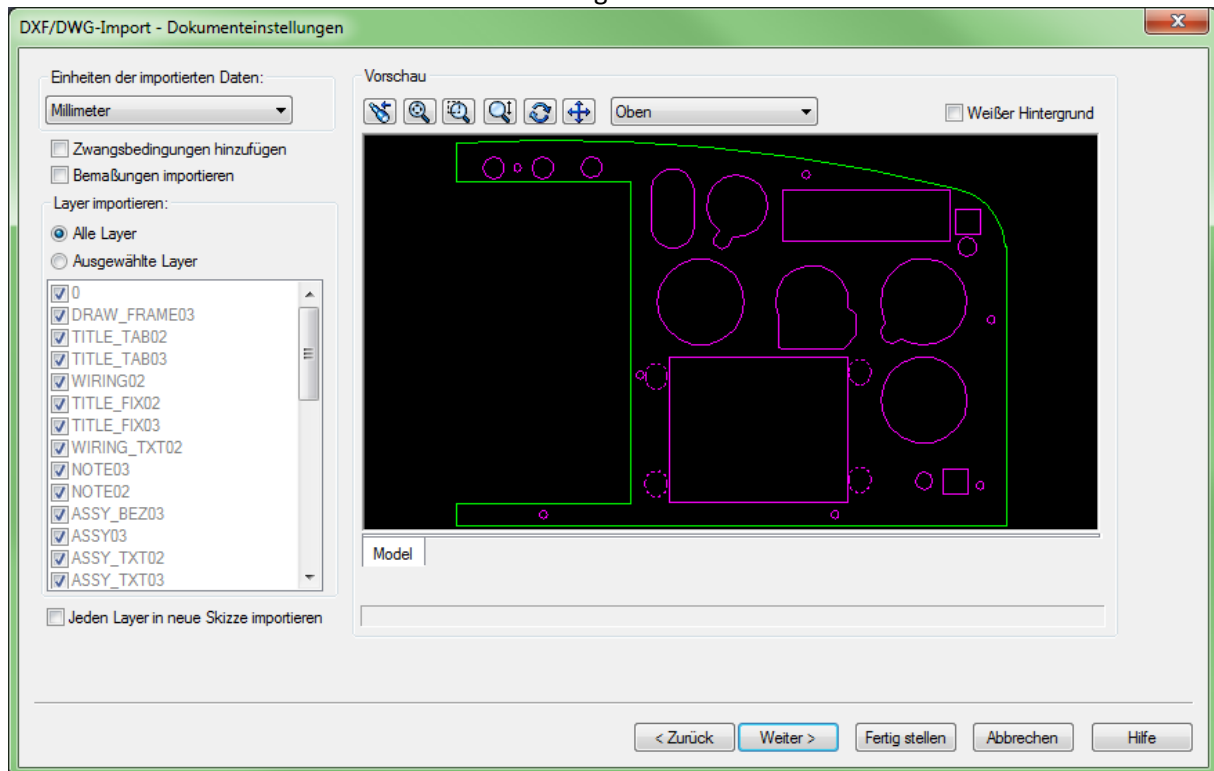 DXF/DWG-Import - Dokumenteinstellungen
x
Einheiten der importierten Daten:
Millimeter
Zwangsbedingungen hinzufügen
Bemaßungen importieren
Layer importieren:
Alle Layer
Ausgewählte Layer
0
DRAW_FRAME03
TITLE_TAB02
TITLE_TAB03
WIRING02
TITLE_FIX02
TITLE_FIX03
WIRING_TXT02
NOTE03
NOTE02
ASSY_BEZ03
ASSY03
ASSY_TXT02
ASSY_TXT03
Jeden Layer in neue Skizze importieren
Vorschau
Oben
Weißer Hintergrund
Model
< Zurück
Weiter >
Fertig stellen
Abbrechen
Hilfe